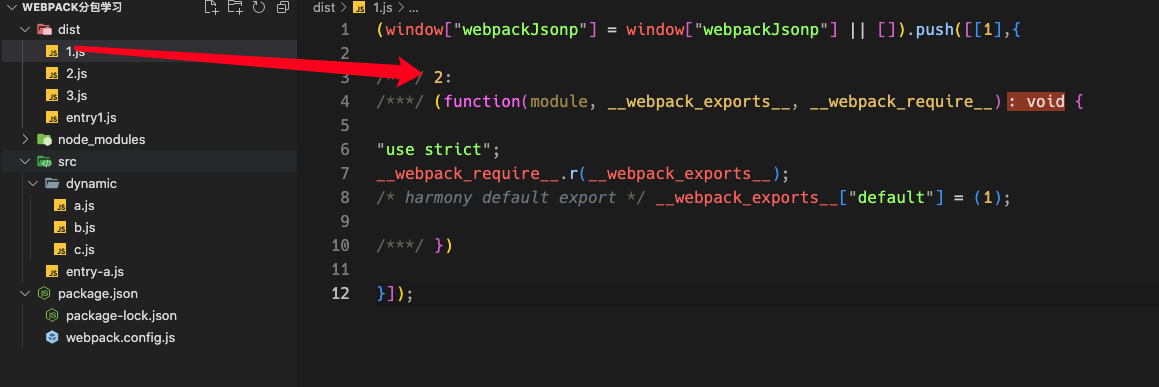 WEBPACK分包学习
dist
1.js
2.js
3.js
entry1.js
node_modules
src
dynamic
a.js
b.js
c.js
entry-a.js
package.json
package-lock.json
webpack.config.js
dist > 1.js > ...
1 (window["webpackJsonp"] = window["webpackJsonp"] || []).push([[1],{
2
3 /***/ 2:
4 /***/ (function(module, __webpack_exports__, __webpack_require__): void {
5
6 "use strict";
7 __webpack_require__.r(__webpack_exports__);
8 /* harmony default export */ __webpack_exports__["default"] = (1);
9
10 /***/ })
11
12 }]);